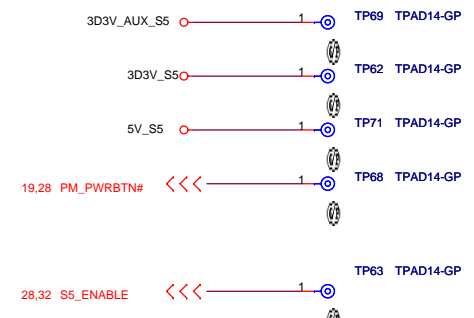 3D3V_AUX_S5 1 TP69 TPAD14-GP
3D3V_S5 1 TP62 TPAD14-GP
5V_S5 1 TP71 TPAD14-GP
19,28 PM_PWRBTN# 1 TP68 TPAD14-GP
28,32 S5_ENABLE 1 TP63 TPAD14-GP